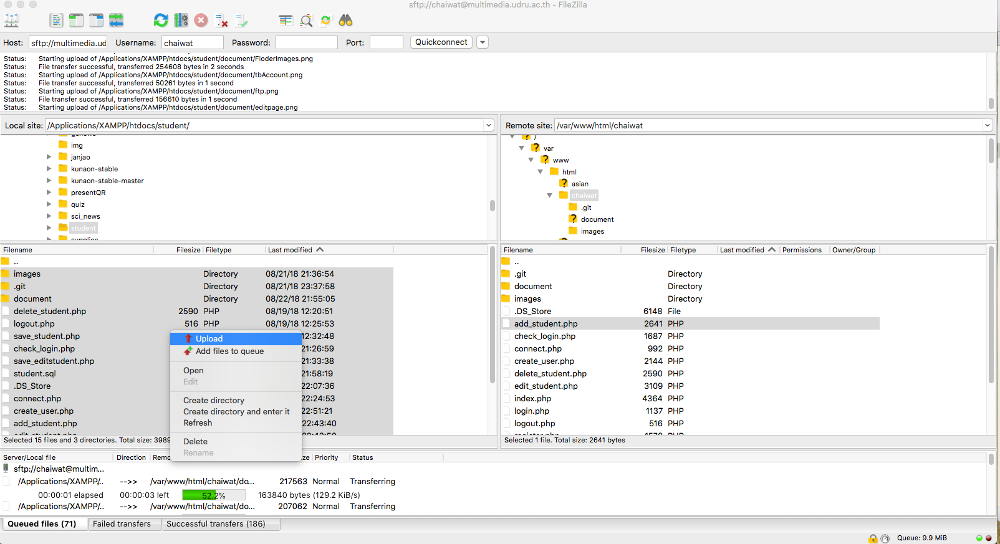 sftp://chaiwat@multimedia.udru.ac.th - FileZilla
Host: sftp://multimedia.ud Username: chaiwat Password: Port: Quickconnect
Status: Starting upload of /Applications/XAMPP/htdocs/student/document/FloderImages.png
Status: File transfer successful, transferred 254608 bytes in 2 seconds
Status: Starting upload of /Applications/XAMPP/htdocs/student/document/tbAccount.png
Status: File transfer successful, transferred 50261 bytes in 1 second
Status: Starting upload of /Applications/XAMPP/htdocs/student/document/ftp.png
Status: File transfer successful, transferred 156610 bytes in 1 second
Status: Starting upload of /Applications/XAMPP/htdocs/student/document/editpage.png
Local site: /Applications/XAMPP/htdocs/student/
img
janjao
kunaon-stable
kunaon-stable-master
presentQR
quiz
sci_news
student
supplies
Remote site: /var/www/html/chaiwat
/
var
www
html
asian
chaiwat
.git
document
images
Filename Filesize Filetype Last modified
..
images Directory 08/21/18 21:36:54
.git Directory 08/21/18 23:37:58
document Directory 08/22/18 21:55:05
delete_student.php 2590 PHP 08/19/18 12:20:51
logout.php 516 PHP 08/19/18 12:25:53
save_student.php 12:32:48
check_login.php 21:26:59
save_editstudent.php 21:33:38
student.sql 21:58:19
.DS_Store 22:07:36
connect.php 22:24:53
create_user.php 22:51:21
add_student.php 22:43:40
edit_student.php
Selected 15 files and 3 directories. Total size: 3989
Upload
Add files to queue
Open
Edit
Create directory
Create directory and enter it
Refresh
Delete
Rename
Filename Filesize Filetype Last modified Permissions Owner/Group
..
.git Directory
document Directory
images Directory
.DS_Store 6148 File
add_student.php 2641 PHP
check_login.php 1687 PHP
connect.php 992 PHP
create_user.php 2144 PHP
delete_student.php 2590 PHP
edit_student.php 3109 PHP
index.php 4364 PHP
login.php 1137 PHP
logout.php 516 PHP
register.php 1570 PHP
Selected 1 file. Total size: 2641 bytes
Server/Local file Direction Remo ze Priority Status
sftp://chaiwat@multim...
/Applications/XAMPP/.. -->> /var/www/html/chaiwat/do... 217563 Normal Transferring
00:00:01 elapsed 00:00:03 left 52.2% 163840 bytes (129.2 KiB/s)
/Applications/XAMPP/.. -->> /var/www/html/chaiwat/do... 207062 Normal Transferring
Queued files (71) Failed transfers Successful transfers (186)
Queue: 9.9 MiB